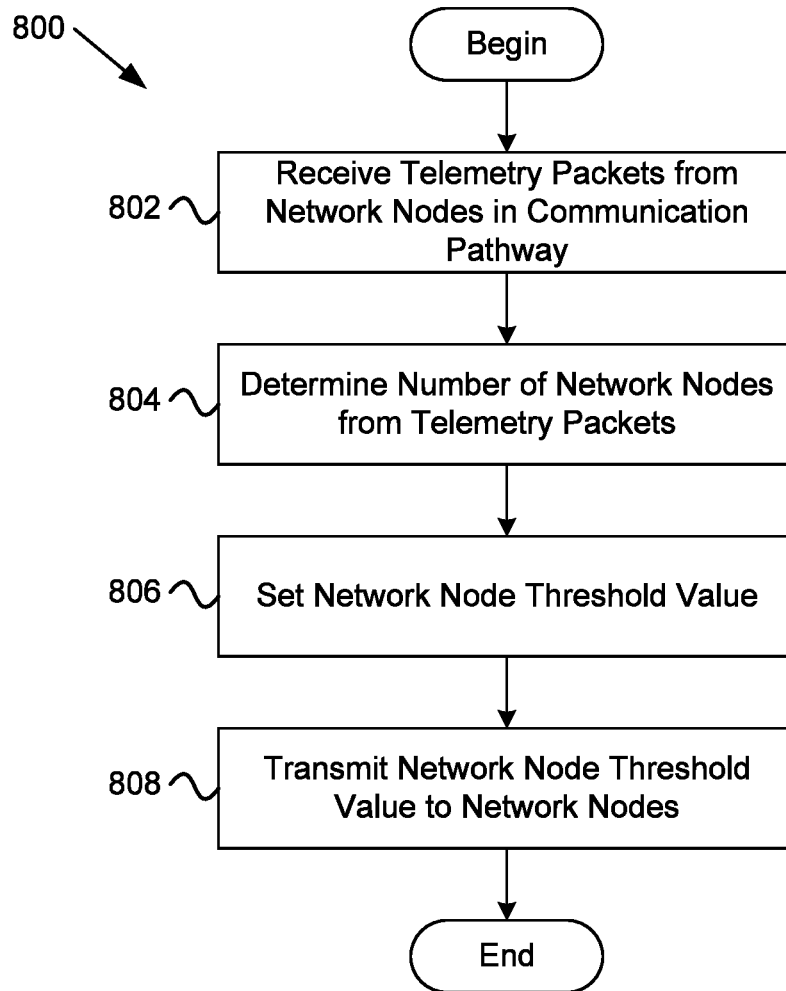 800
Begin
802
Receive Telemetry Packets from
Network Nodes in Communication
Pathway
804
Determine Number of Network Nodes
from Telemetry Packets
806
Set Network Node Threshold Value
808
Transmit Network Node Threshold
Value to Network Nodes
End